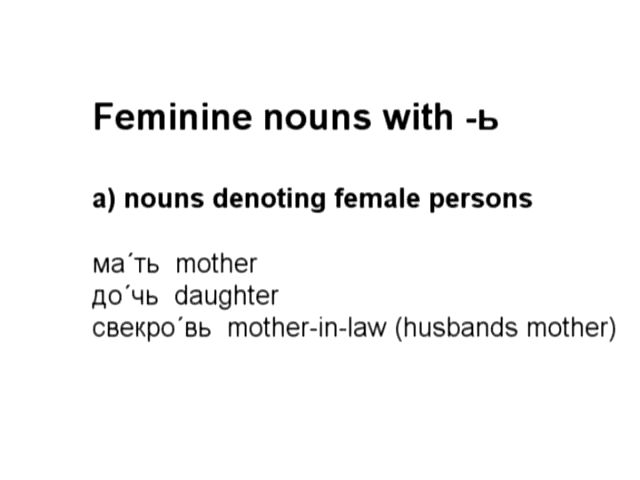 Feminine nouns with -ь
a) nouns denoting female persons
ма´ть mother
до´чь daughter
свекро´вь mother-in-law (husbands mother)